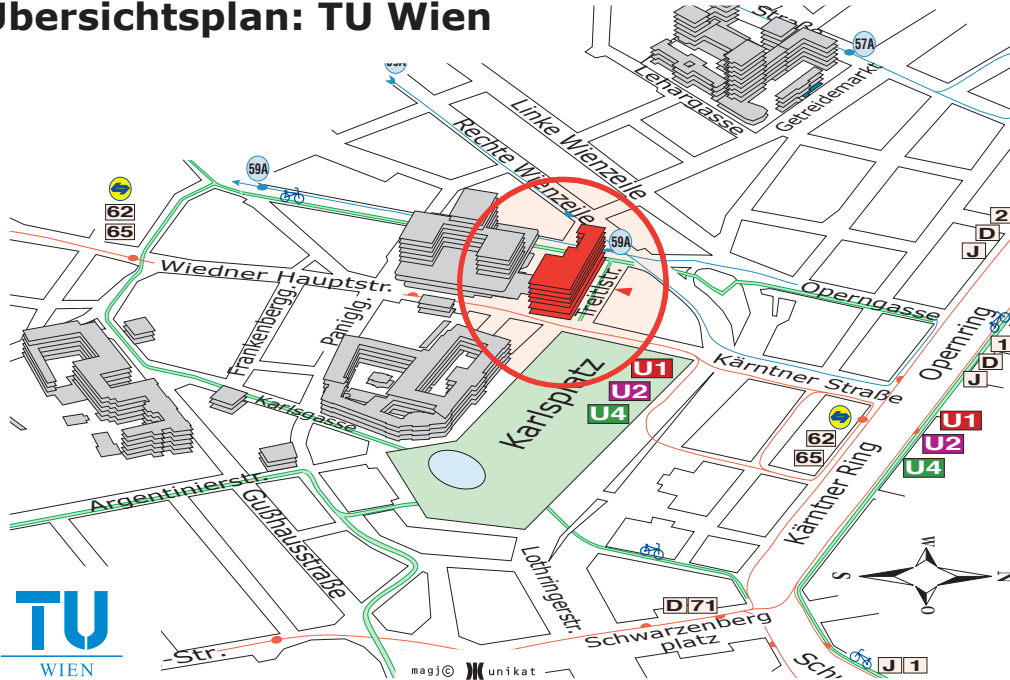 Übersichtsplan: TU Wien
Straße
57A
Lehargasse
Getreidemarkt
Linke Wienzeile
Rechte Wienzeile
59A
62
65
59A
2
D
J
Wiedner Hauptstr.
Treitlstr.
Operngasse
Frankenbergg.
Panigg.
Karlsplatz
U1
U2
U4
Kärntner Straße
Opernring
1
D
J
Karlsgasse
62
65
U1
U2
U4
Kärntner Ring
Argentinierstr.
Gußhausstraße
Lothringerstr.
W
S
N
O
D 71
Schwarzenberg
platz
-Str.
TU
WIEN
magj© unikat
J 1